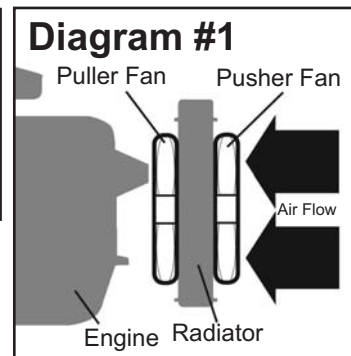 Diagram #1
Puller Fan
Pusher Fan
Air Flow
Engine
Radiator